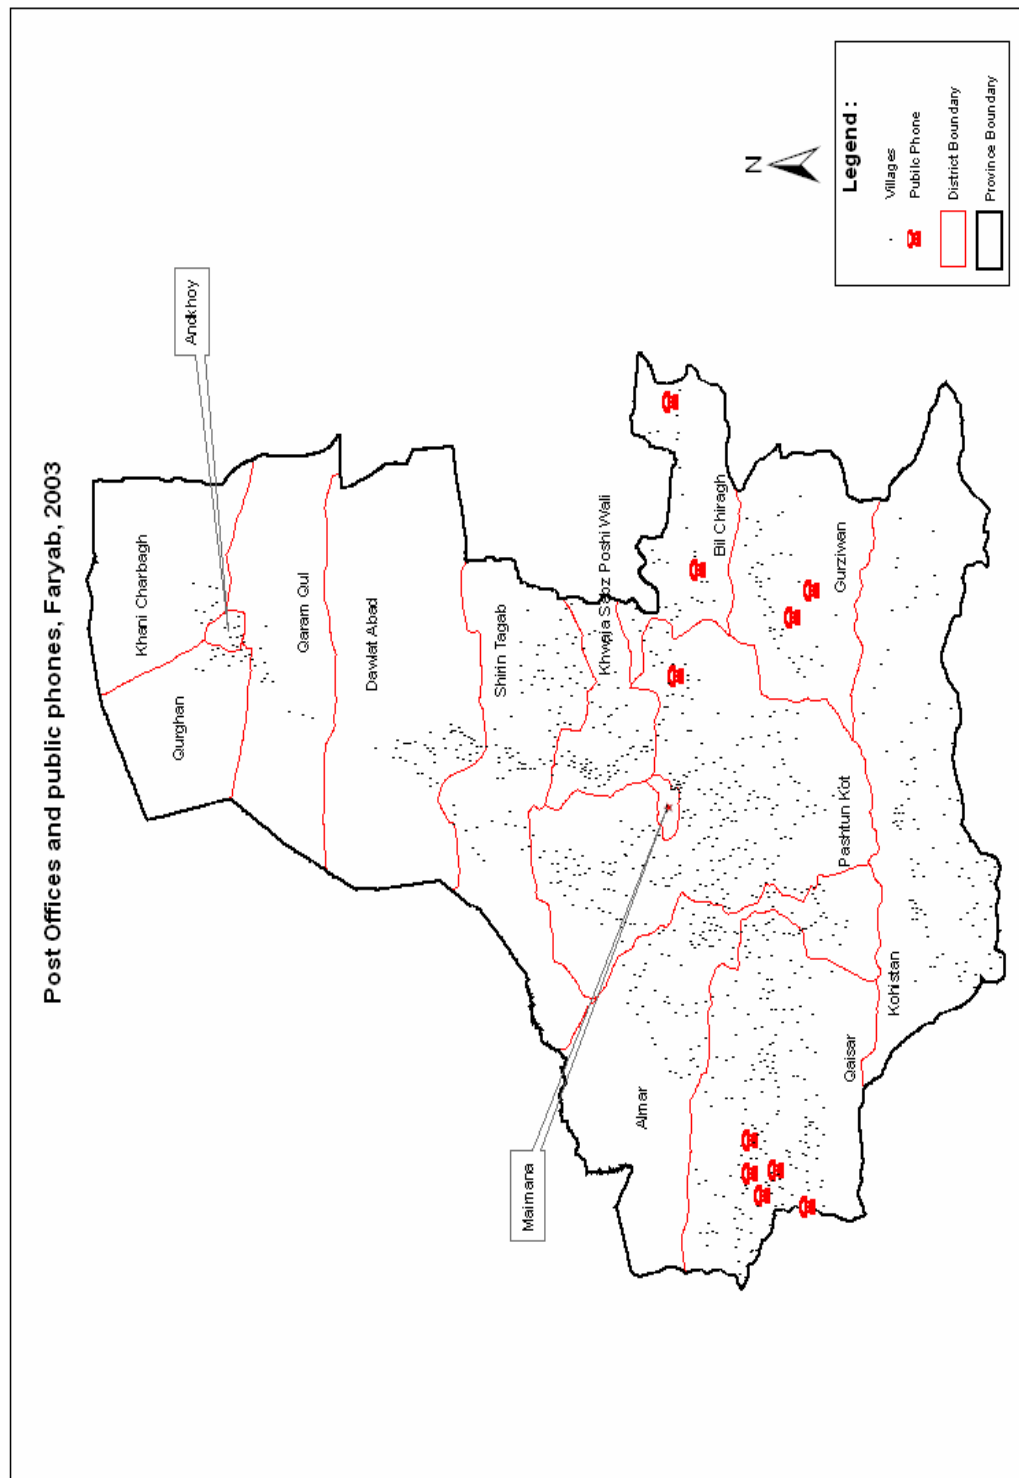 Post Offices and public phones, Faryab, 2003
Andkhoy
Khani Charbagh
Qurghan
Qaram Qul
Dawlat Abad
Shirin Tagab
Khwaja Sabz Poshi Wali
Bil Chiragh
Gurziwan
Pashtun Kot
Maimana
Almar
Qaisar
Kohistan
N
Legend :
Villages
Public Phone
District Boundary
Province Boundary